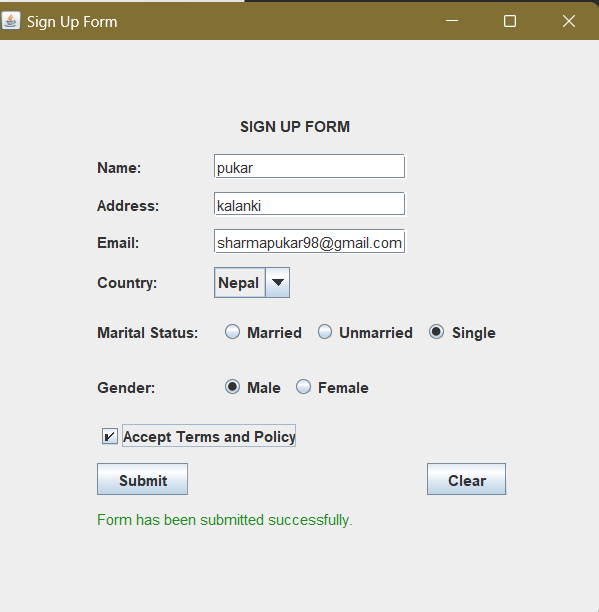 Sign Up Form
SIGN UP FORM
Name: pukar
Address: kalanki
Email: sharmapukar98@gmail.com
Country: Nepal
Marital Status: Married Unmarried Single
Gender: Male Female
Accept Terms and Policy
Submit Clear
Form has been submitted successfully.